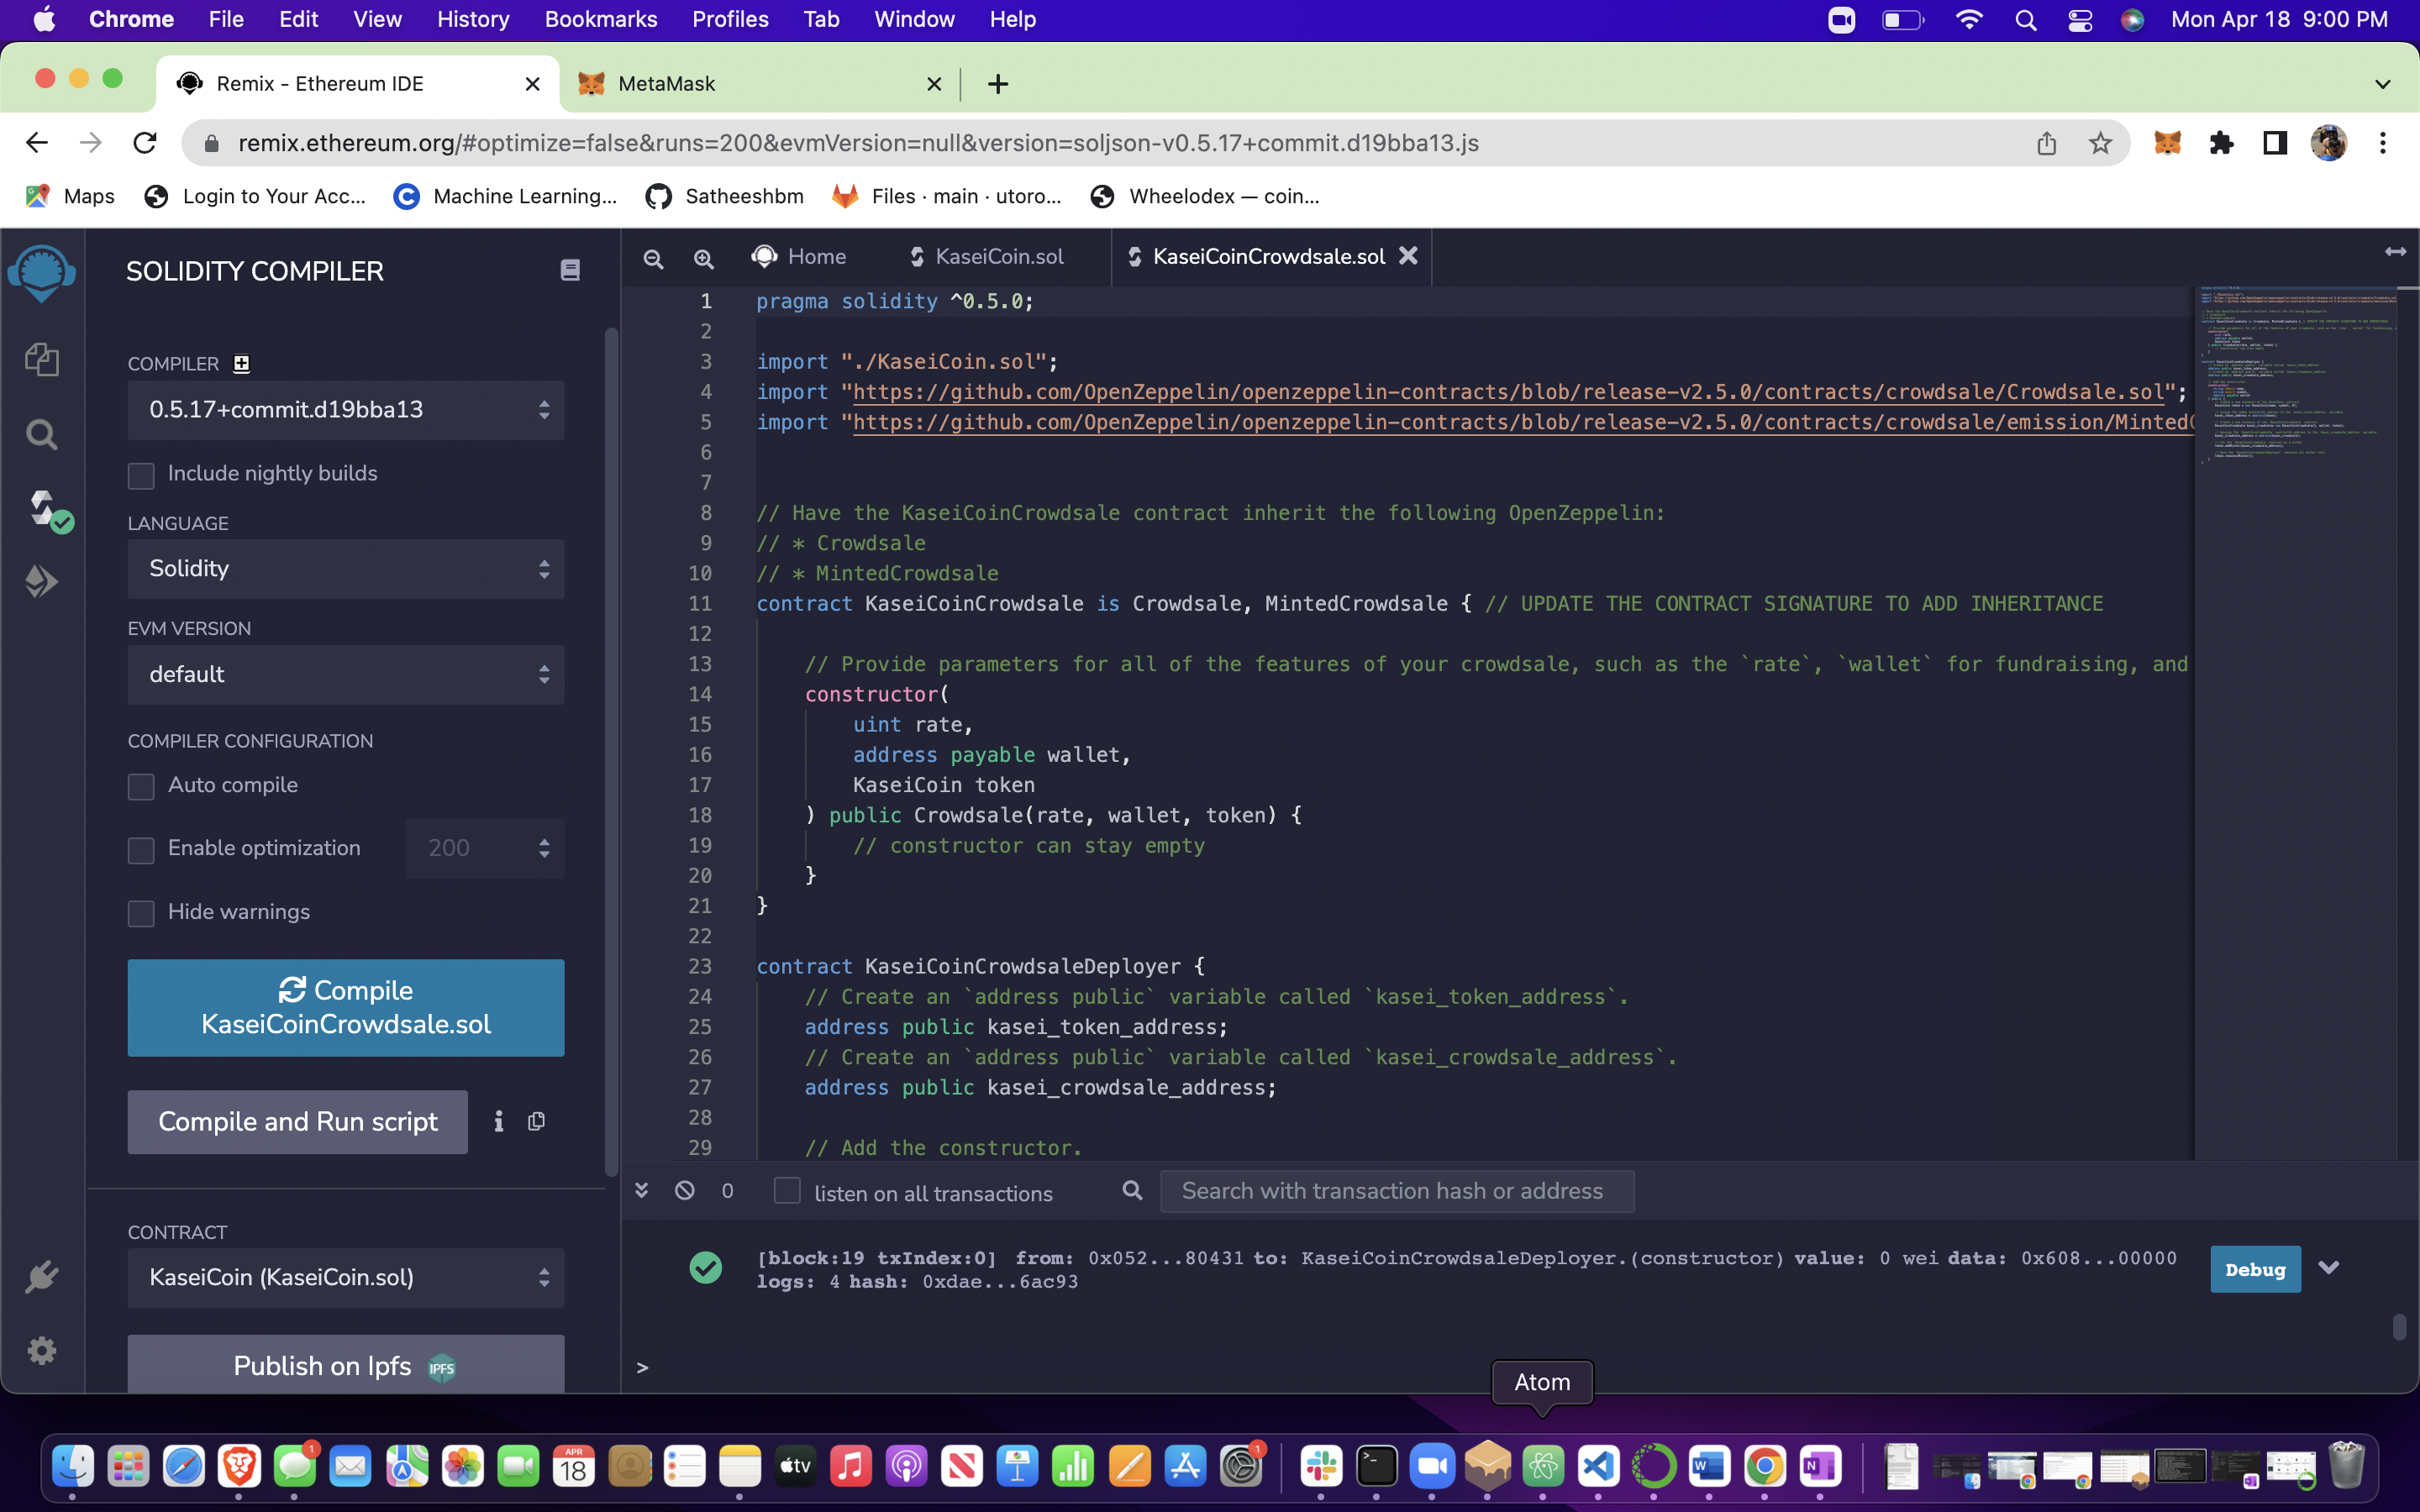 Chrome File Edit View History Bookmarks Profiles Tab Window Help Mon Apr 18 9:00 PM
Remix - Ethereum IDE MetaMask
remix.ethereum.org/#optimize=false&runs=200&evmVersion=null&version=soljson-v0.5.17+commit.d19bba13.js
Maps Login to Your Acc... Machine Learning... Satheeshbm Files · main · utoro... Wheelodex — coin...
SOLIDITY COMPILER
COMPILER
0.5.17+commit.d19bba13
Include nightly builds
LANGUAGE
Solidity
EVM VERSION
default
COMPILER CONFIGURATION
Auto compile
Enable optimization 200
Hide warnings
Compile
KaseiCoinCrowdsale.sol
Compile and Run script
CONTRACT
KaseiCoin (KaseiCoin.sol)
Publish on Ipfs IPFS
Home KaseiCoin.sol KaseiCoinCrowdsale.sol
1 pragma solidity ^0.5.0;
2
3 import "./KaseiCoin.sol";
4 import "https://github.com/OpenZeppelin/openzeppelin-contracts/blob/release-v2.5.0/contracts/crowdsale/Crowdsale.sol";
5 import "https://github.com/OpenZeppelin/openzeppelin-contracts/blob/release-v2.5.0/contracts/crowdsale/emission/Minted
6
7
8 // Have the KaseiCoinCrowdsale contract inherit the following OpenZeppelin:
9 // * Crowdsale
10 // * MintedCrowdsale
11 contract KaseiCoinCrowdsale is Crowdsale, MintedCrowdsale { // UPDATE THE CONTRACT SIGNATURE TO ADD INHERITANCE
12
13 // Provide parameters for all of the features of your crowdsale, such as the `rate`, `wallet` for fundraising, and
14 constructor(
15 uint rate,
16 address payable wallet,
17 KaseiCoin token
18 ) public Crowdsale(rate, wallet, token) {
19 // constructor can stay empty
20 }
21 }
22
23 contract KaseiCoinCrowdsaleDeployer {
24 // Create an `address public` variable called `kasei_token_address`.
25 address public kasei_token_address;
26 // Create an `address public` variable called `kasei_crowdsale_address`.
27 address public kasei_crowdsale_address;
28
29 // Add the constructor.
0 listen on all transactions Search with transaction hash or address
[block:19 txIndex:0] from: 0x052...80431 to: KaseiCoinCrowdsaleDeployer.(constructor) value: 0 wei data: 0x608...00000
logs: 4 hash: 0xdae...6ac93
Debug
>
Atom
1 APR 18 tv 1